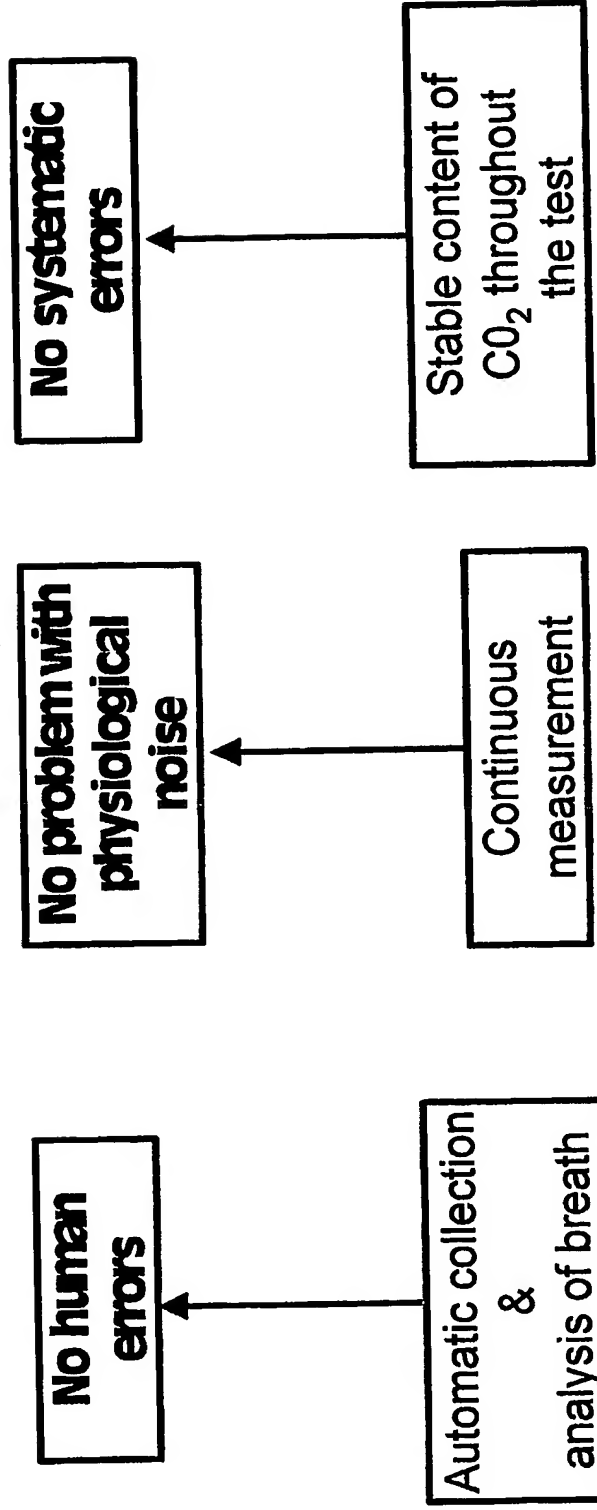 No human
errors
No problem with
physiological
noise
No systematic
errors
Automatic collection
&
analysis of breath
Continuous
measurement
Stable content of
CO₂ throughout
the test